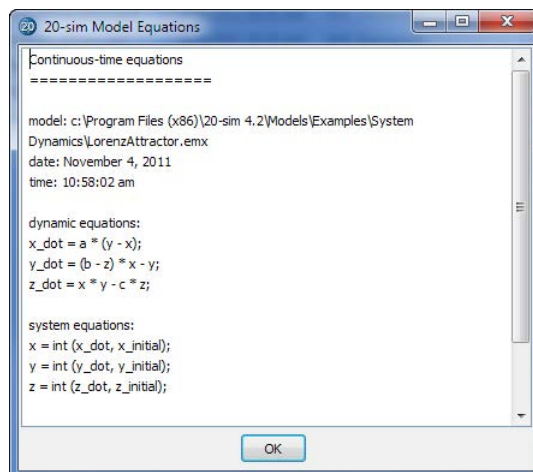 20 20-sim Model Equations
Continuous-time equations
===================
model: c:\Program Files (x86)\20-sim 4.2\Models\Examples\System
Dynamics\LorenzAttractor.emx
date: November 4, 2011
time: 10:58:02 am
dynamic equations:
x_dot = a * (y - x);
y_dot = (b - z) * x - y;
z_dot = x * y - c * z;
system equations:
x = int (x_dot, x_initial);
y = int (y_dot, y_initial);
z = int (z_dot, z_initial);
OK